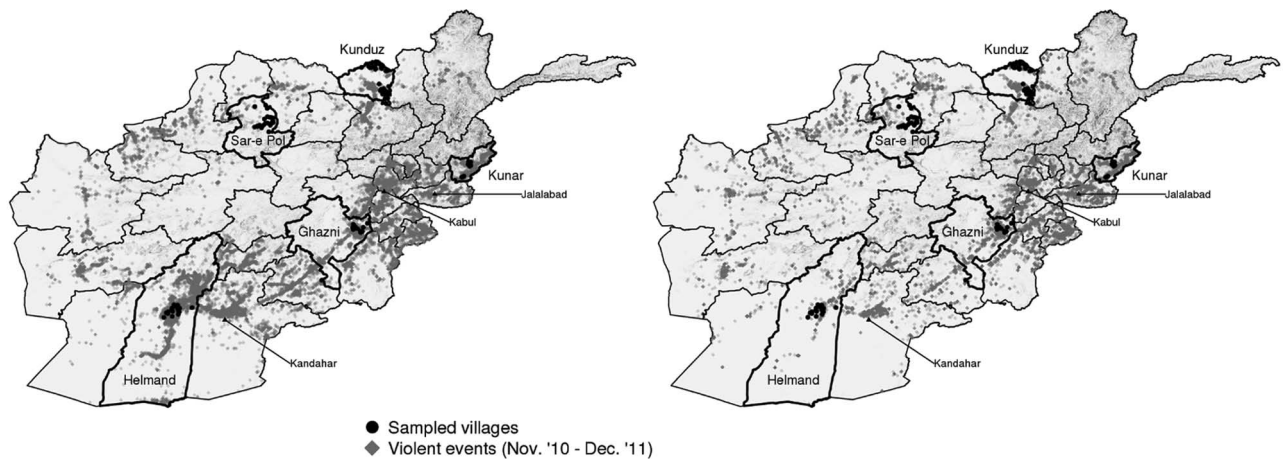 Kunduz
Sar-e Pol
Kunar
Jalalabad
Kabul
Ghazni
Kandahar
Helmand
Kunduz
Sar-e Pol
Kunar
Jalalabad
Kabul
Ghazni
Kandahar
Helmand
Sampled villages
Violent events (Nov. '10 - Dec. '11)